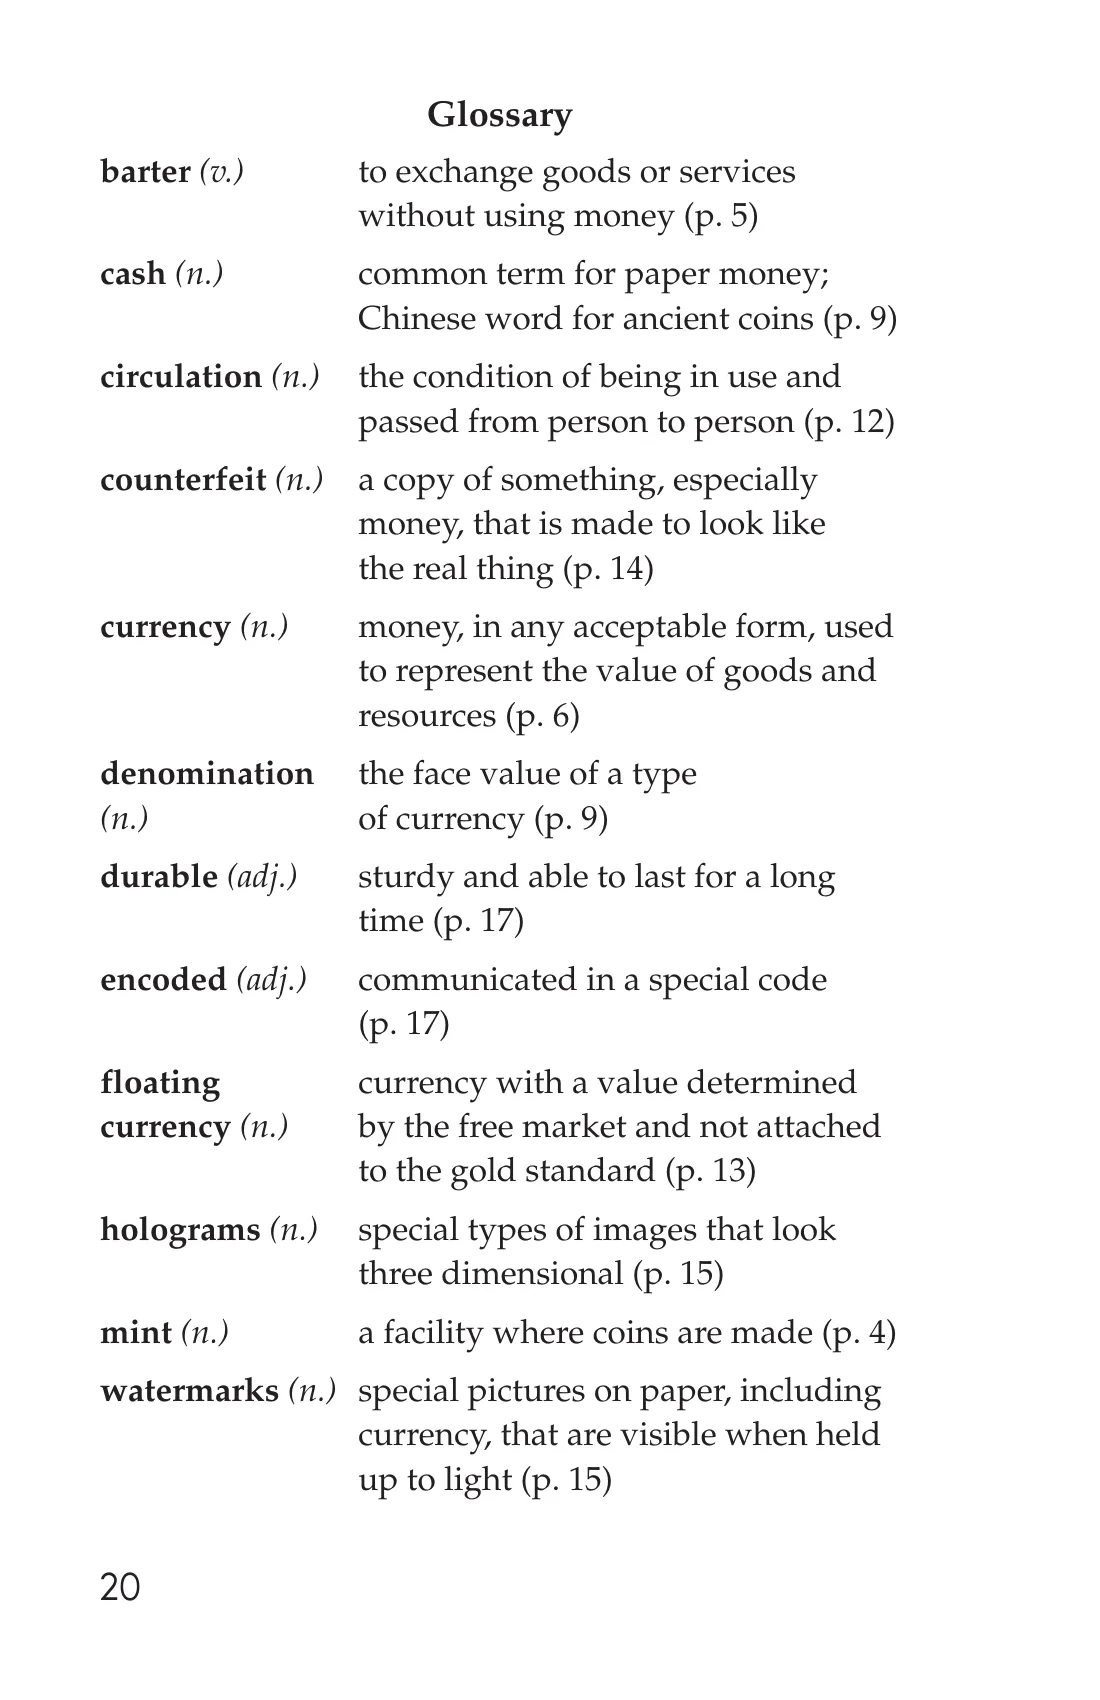 Glossary
barter (v.) to exchange goods or services
without using money (p. 5)
cash (n.) common term for paper money;
Chinese word for ancient coins (p. 9)
circulation (n.) the condition of being in use and
passed from person to person (p. 12)
counterfeit (n.) a copy of something, especially
money, that is made to look like
the real thing (p. 14)
currency (n.) money, in any acceptable form, used
to represent the value of goods and
resources (p. 6)
denomination the face value of a type
(n.) of currency (p. 9)
durable (adj.) sturdy and able to last for a long
time (p. 17)
encoded (adj.) communicated in a special code
(p. 17)
floating currency with a value determined
currency (n.) by the free market and not attached
to the gold standard (p. 13)
holograms (n.) special types of images that look
three dimensional (p. 15)
mint (n.) a facility where coins are made (p. 4)
watermarks (n.) special pictures on paper, including
currency, that are visible when held
up to light (p. 15)
20